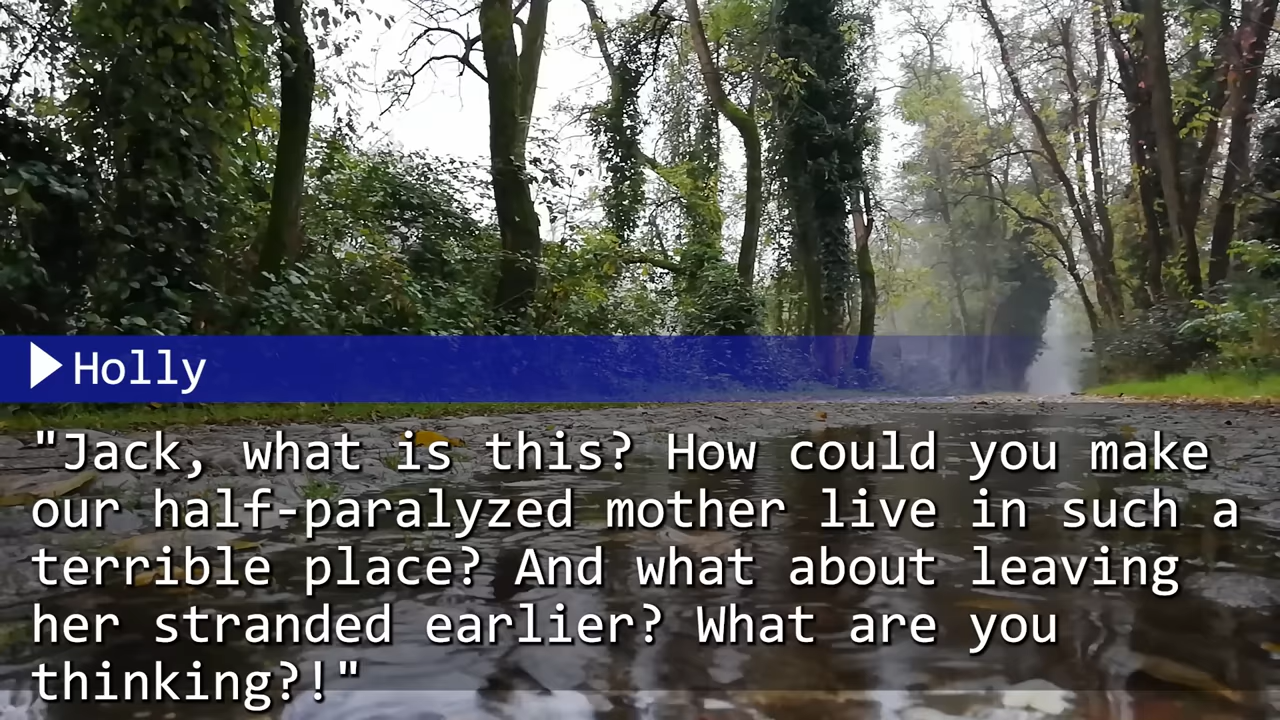 Holly
"Jack, what is this? How could you make
our half-paralyzed mother live in such a
terrible place? And what about leaving
her stranded earlier? What are you
thinking?!"